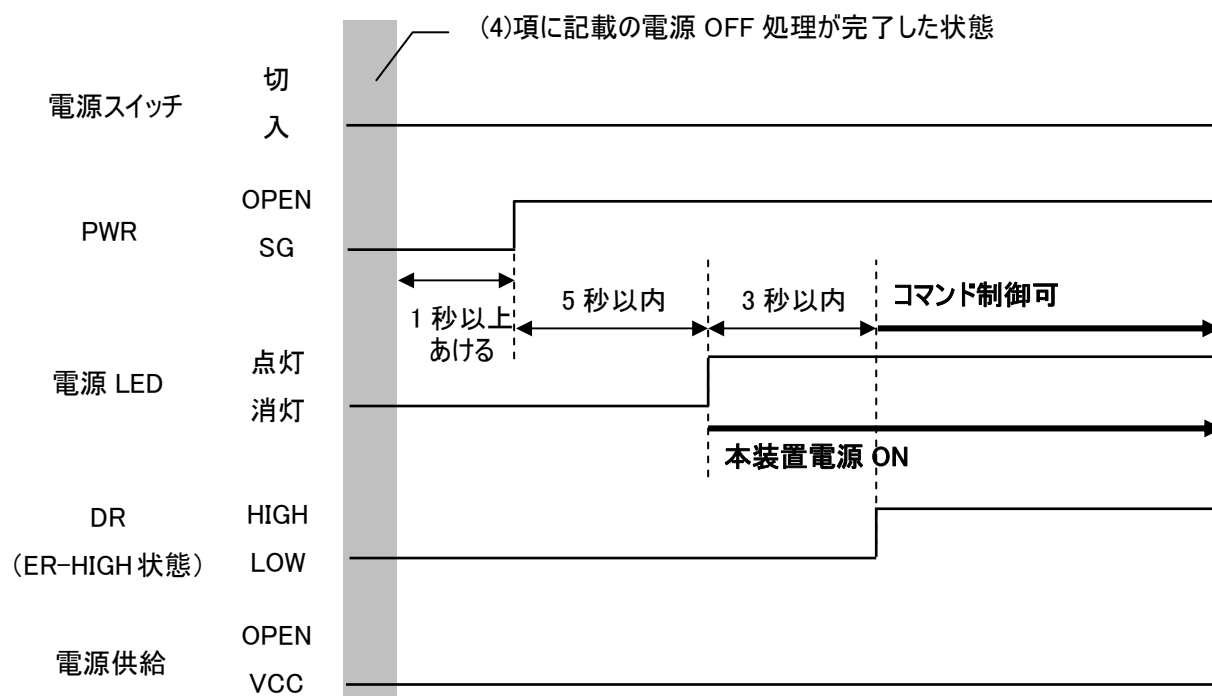 (4)項に記載の電源 OFF 処理が完了した状態
電源スイッチ
切
入
PWR
OPEN
SG
1 秒以上
あける
5 秒以内
3 秒以内
コマンド制御可
電源 LED
点灯
消灯
本装置電源 ON
DR
(ER-HIGH 状態)
HIGH
LOW
電源供給
OPEN
VCC